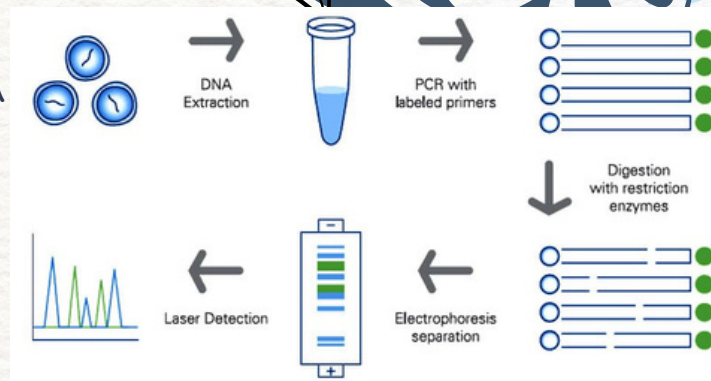 DNA
Extraction
PCR with
labeled primers
Digestion
with restriction
enzymes
Laser Detection
−
+
Electrophoresis
separation